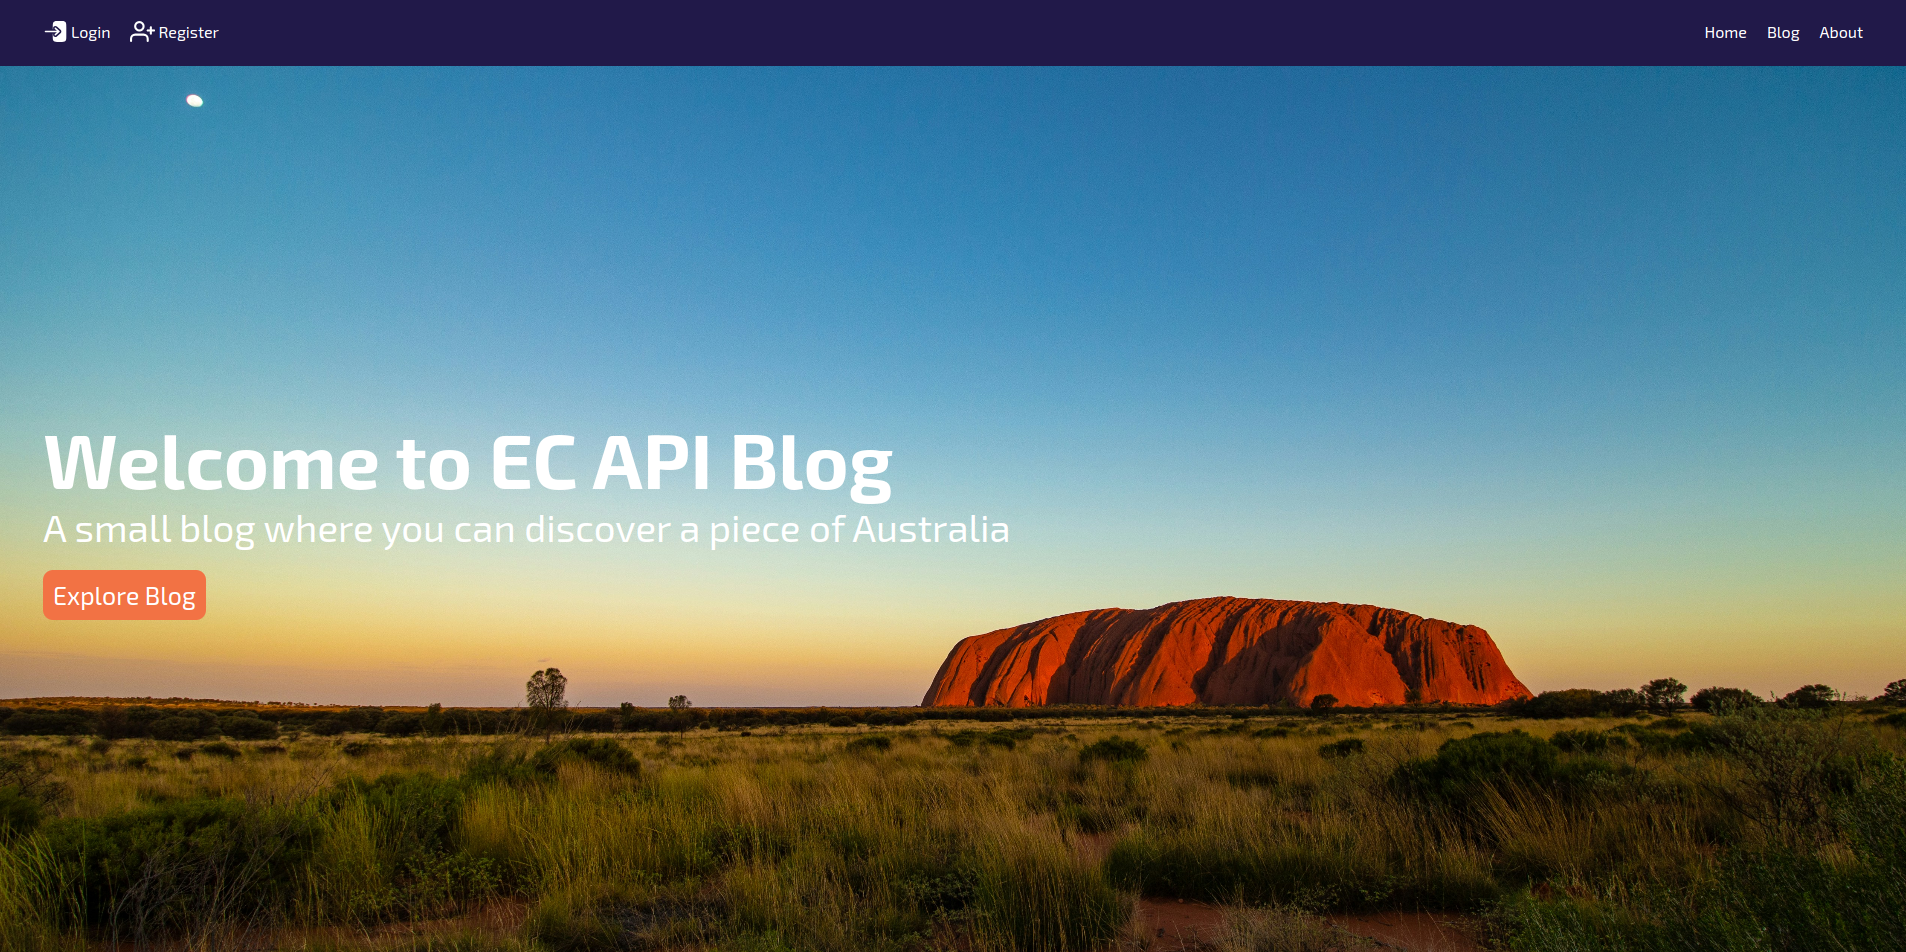 Login Register Home Blog About
Welcome to EC API Blog
A small blog where you can discover a piece of Australia
Explore Blog